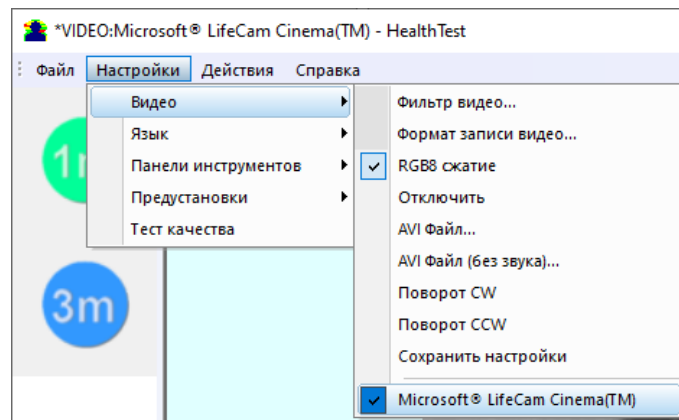 *VIDEO:Microsoft® LifeCam Cinema(TM) - HealthTest
Файл Настройки Действия Справка
Видео
Язык
Панели инструментов
Предустановки
Тест качества
Фильтр видео...
Формат записи видео...
RGB8 сжатие
Отключить
AVI Файл...
AVI Файл (без звука)...
Поворот CW
Поворот CCW
Сохранить настройки
Microsoft® LifeCam Cinema(TM)
3m